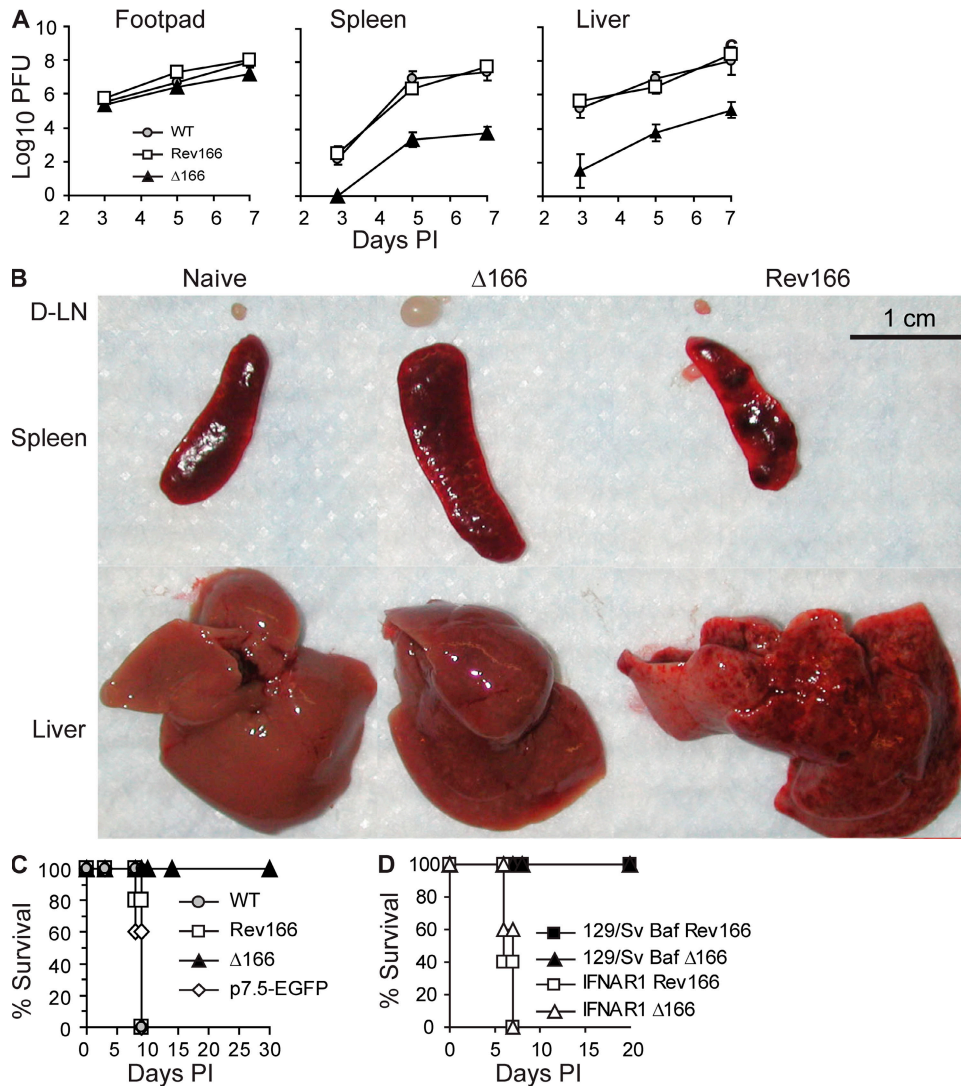 A Footpad Spleen Liver
Log10 PFU
10
8
6
4
2
0
WT
Rev166
Δ166
2 3 4 5 6 7 2 3 4 5 6 7 2 3 4 5 6 7
Days PI
B Naive Δ166 Rev166
D-LN
1 cm
Spleen
Liver
C
% Survival
100
80
60
40
20
0
WT
Rev166
Δ166
p7.5-EGFP
0 5 10 15 20 25 30
Days PI
D
% Survival
100
80
60
40
20
0
129/Sv Baf Rev166
129/Sv Baf Δ166
IFNAR1 Rev166
IFNAR1 Δ166
0 5 10 15 20
Days PI